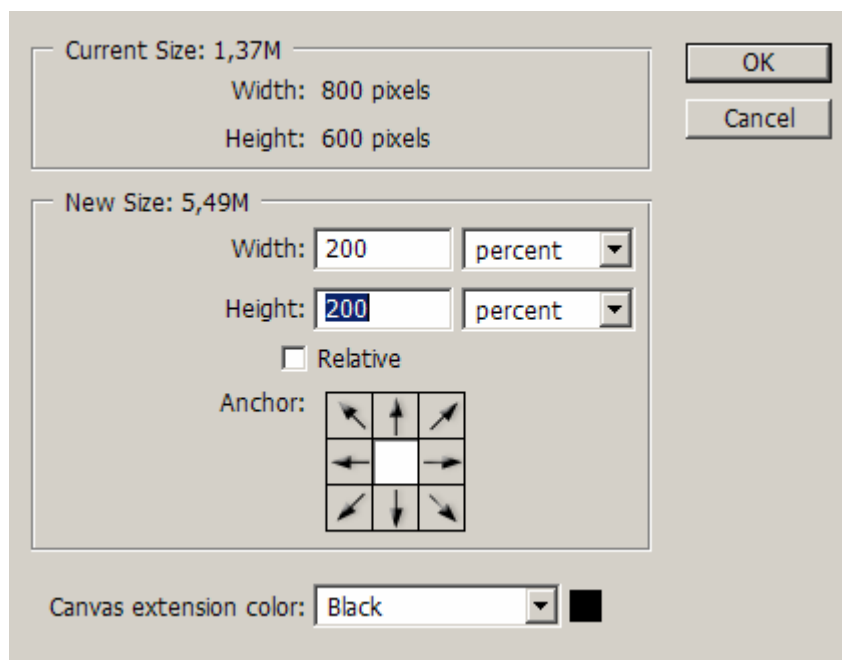 Current Size: 1,37M
OK
Width: 800 pixels
Cancel
Height: 600 pixels
New Size: 5,49M
Width: 200 percent
Height: 200 percent
Relative
Anchor:
Canvas extension color: Black